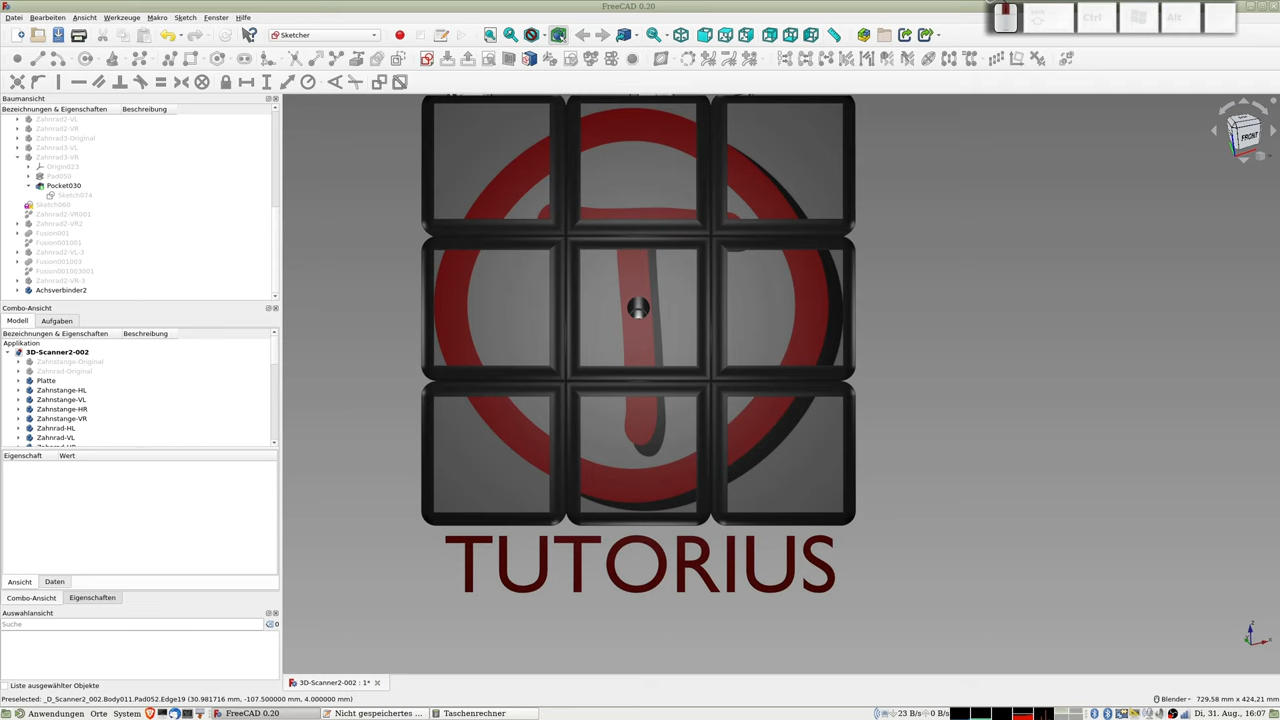 FreeCAD 0.20
Datei Bearbeiten Ansicht Werkzeuge Makro Sketch Fenster Hilfe
Ctrl Alt
Sketcher
Baumansicht
Bezeichnungen & Eigenschaften Beschreibung
Zahnrad2-VL
Zahnrad2-VR
Zahnrad3-Original
Zahnrad3-VL
Zahnrad3-VR
Origin023
Pad050
Pocket030
Sketch074
Sketch060
Zahnrad2-VR001
Zahnrad2-VR2
Fusion001
Fusion001001
Zahnrad2-VL-3
Fusion001003
Fusion001003001
Zahnrad2-VR-3
Achsverbinder2
Combo-Ansicht
Modell Aufgaben
Bezeichnungen & Eigenschaften Beschreibung
Applikation
3D-Scanner2-002
Zahnstange-Original
Zahnrad-Original
Platte
Zahnstange-HL
Zahnstange-VL
Zahnstange-HR
Zahnstange-VR
Zahnrad-HL
Zahnrad-VL
Eigenschaft Wert
Ansicht Daten
Combo-Ansicht Eigenschaften
Auswahlansicht
Suche
0
Liste ausgewählter Objekte
FRONT
TUTORIUS
3D-Scanner2-002 : 1*
Preselected: _D_Scanner2_002.Body011.Pad052.Edge19 (30.981716 mm, -107.500000 mm, 4.000000 mm)
Blender 729.58 mm x 424.21 mm
Anwendungen Orte System FreeCAD 0.20 Nicht gespeichertes ... Taschenrechner 23 B/s 0 B/s Di, 31. Aug, 16:07